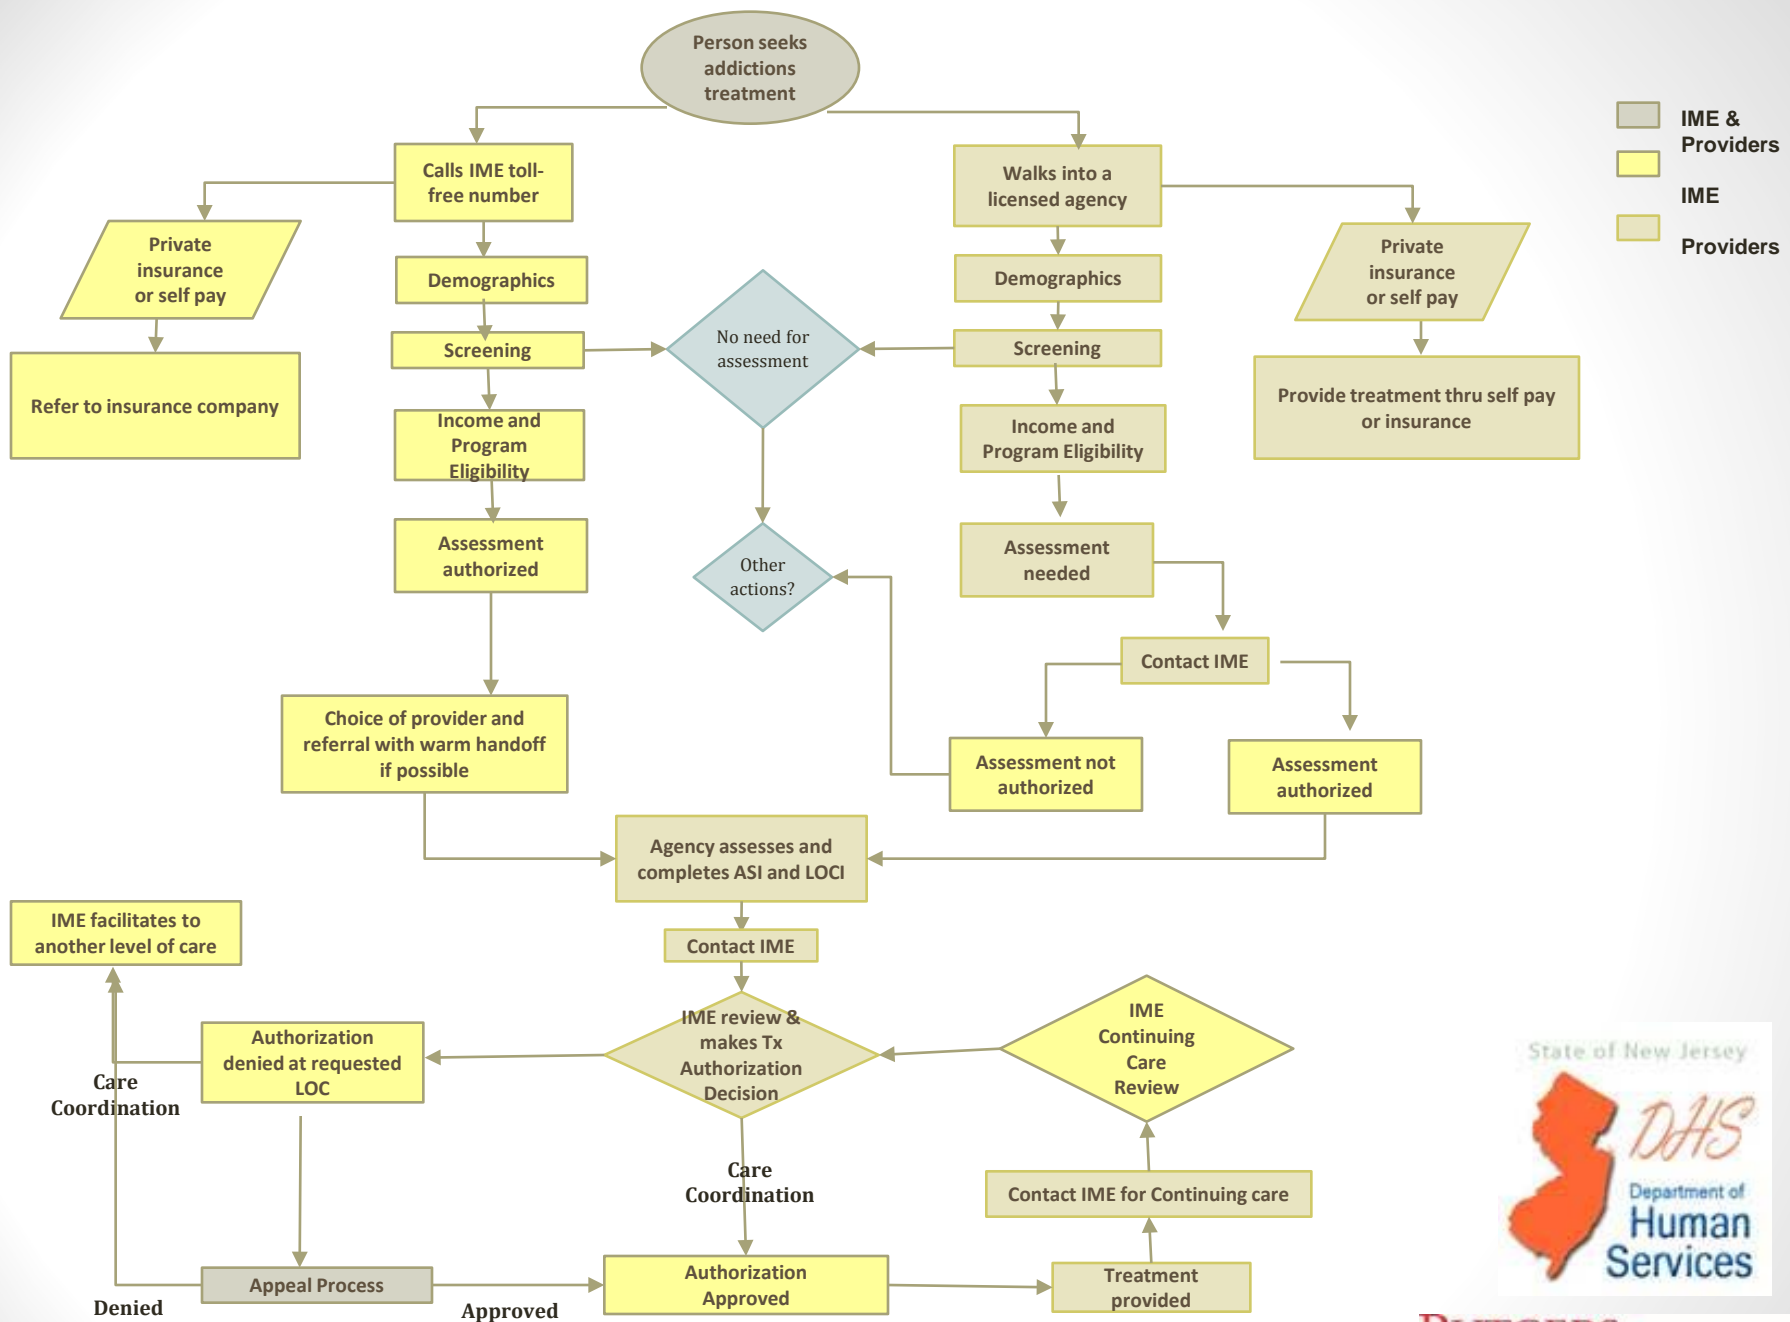 Person seeks
addictions
treatment
IME &
Providers
IME
Providers
Calls IME toll-
free number
Walks into a
licensed agency
Private
insurance
or self pay
Demographics
Demographics
Private
insurance
or self pay
Screening
No need for
assessment
Screening
Refer to insurance company
Income and
Program
Eligibility
Income and
Program Eligibility
Provide treatment thru self pay
or insurance
Assessment
authorized
Other
actions?
Assessment
needed
Contact IME
Choice of provider and
referral with warm handoff
if possible
Assessment not
authorized
Assessment
authorized
Agency assesses and
completes ASI and LOCI
IME facilitates to
another level of care
Contact IME
Authorization
denied at requested
LOC
IME review &
makes Tx
Authorization
Decision
IME
Continuing
Care
Review
Care
Coordination
Care
Coordination
Contact IME for Continuing care
Appeal Process
Authorization
Approved
Treatment
provided
Denied
Approved
State of New Jersey
DHS
Department of
Human
Services